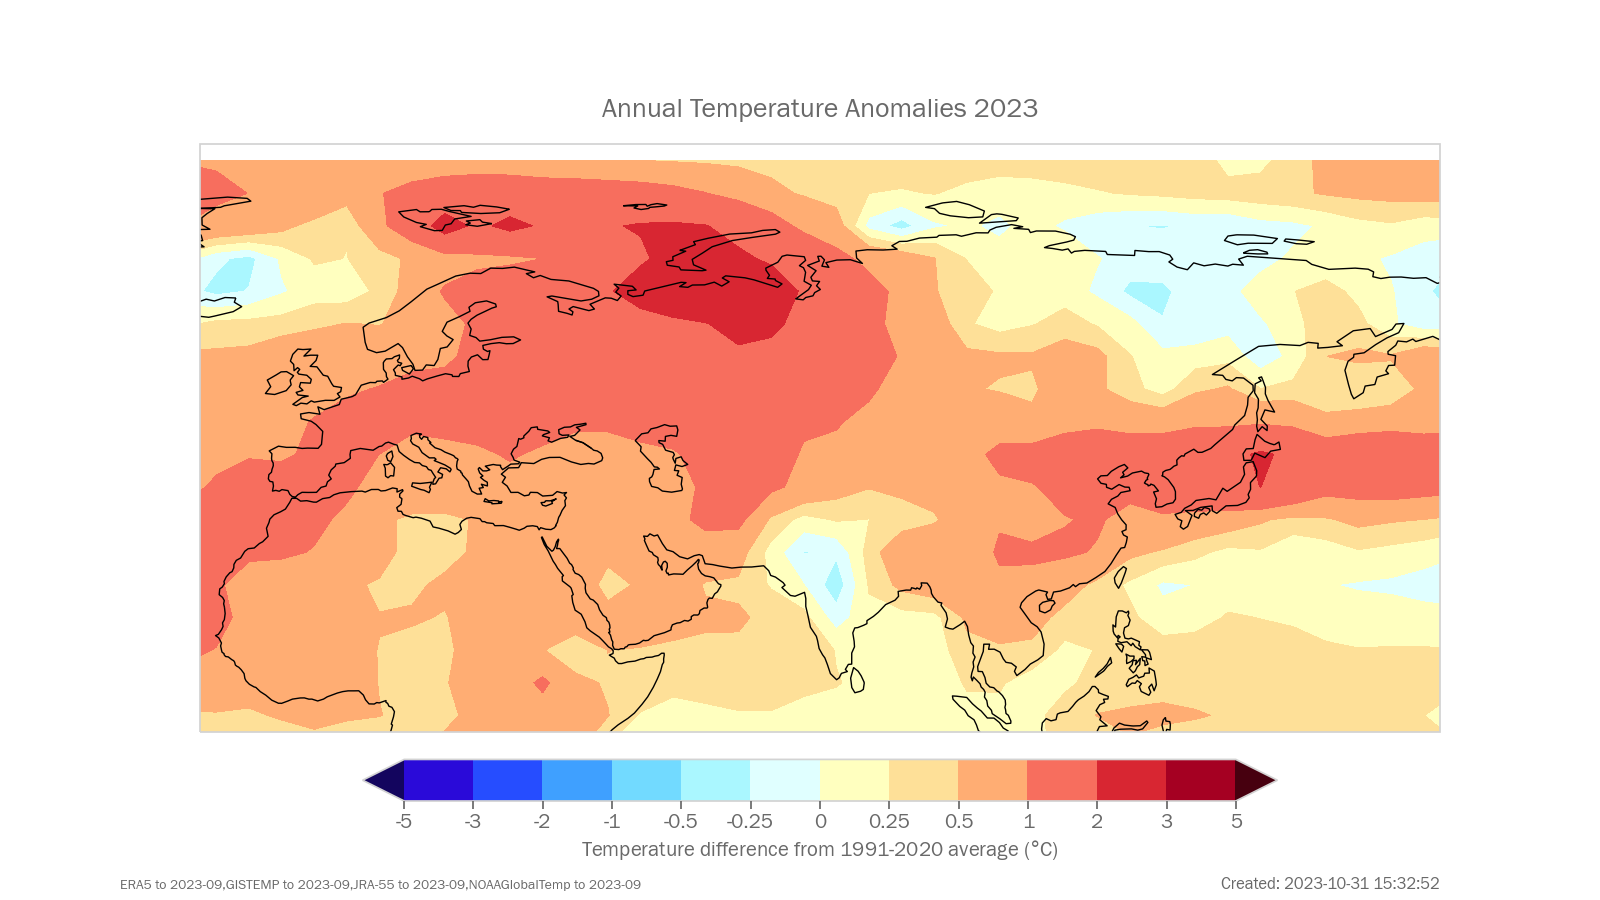 Annual Temperature Anomalies 2023
-5 -3 -2 -1 -0.5 -0.25 0 0.25 0.5 1 2 3 5
Temperature difference from 1991-2020 average (°C)
ERA5 to 2023-09,GISTEMP to 2023-09,JRA-55 to 2023-09,NOAAGlobalTemp to 2023-09
Created: 2023-10-31 15:32:52